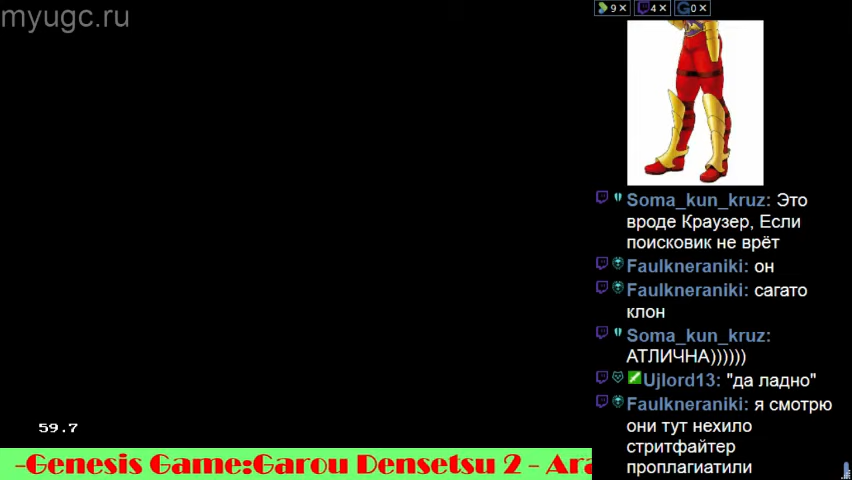 myugc.ru
9 × 4 × 0 ×
Soma_kun_kruz: Это
вроде Краузер, Если
поисковик не врёт
Faulkneraniki: он
Faulkneraniki: сагато
клон
Soma_kun_kruz:
АТЛИЧНА))))))
Ujlord13: "да ладно"
Faulkneraniki: я смотрю
они тут нехило
стритфайтер
проплагиатили
59.7
-Genesis Game:Garou Densetsu 2 - Ara